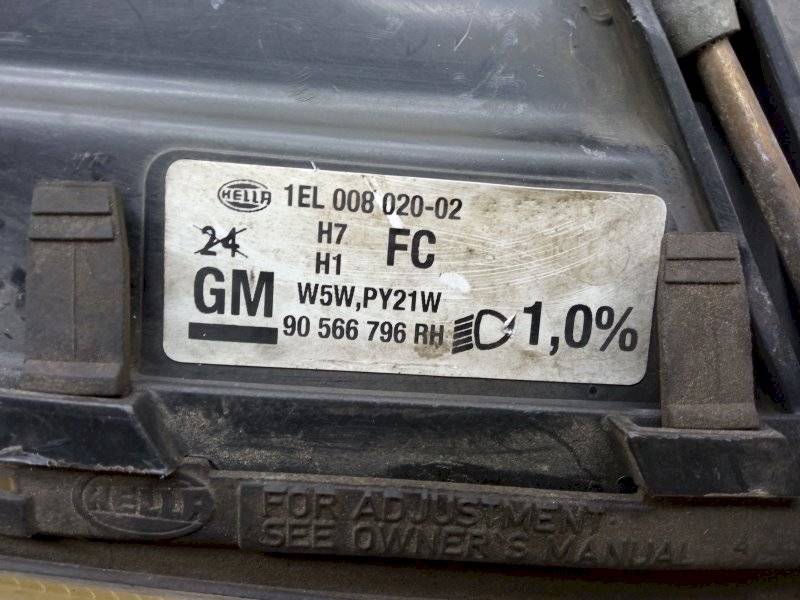 HELLA 1EL 008 020-02
24 H7 FC
H1
GM W5W,PY21W
90 566 796 RH 1,0%
HELLA FOR ADJUSTMENT
SEE OWNER'S MANUAL